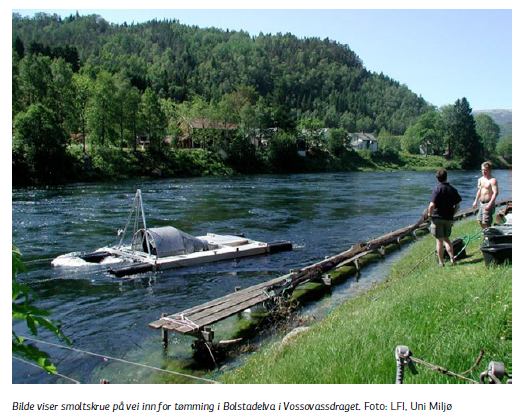 Bilde viser smoltskrue på vei inn for tømming i Bolstadelva i Vossovassdraget. Foto: LFI, Uni Miljø